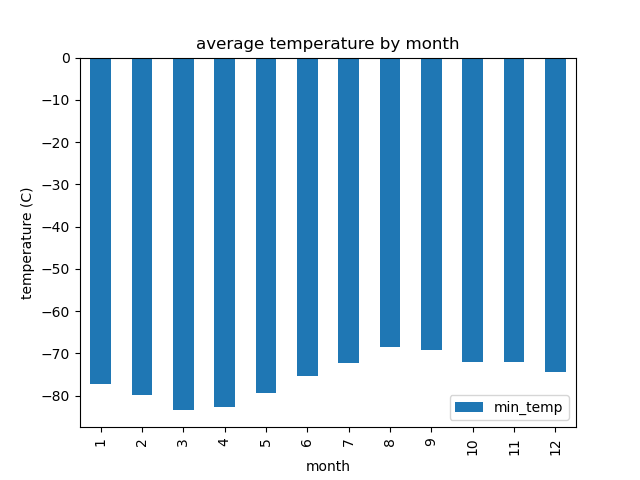 average temperature by month
temperature (C)
0
−10
−20
−30
−40
−50
−60
−70
−80
1 2 3 4 5 6 7 8 9 10 11 12
month
min_temp